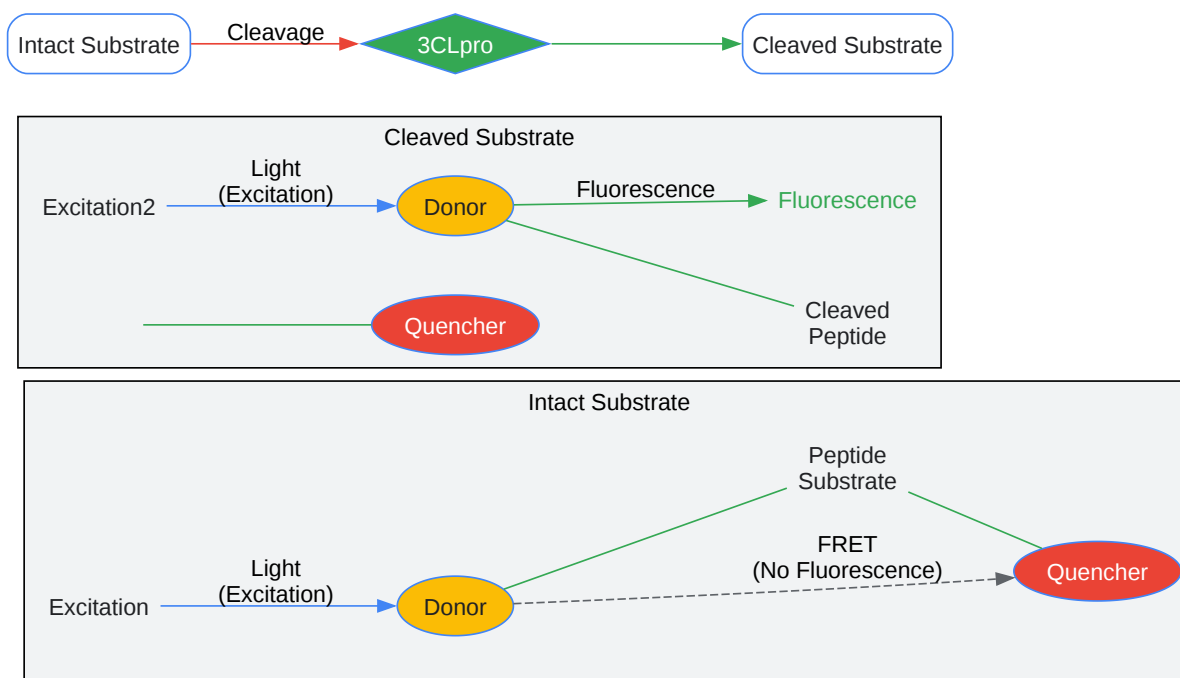 Intact Substrate
Cleavage
3CLpro
Cleaved Substrate
Cleaved Substrate
Excitation2
Light
(Excitation)
Donor
Fluorescence
Fluorescence
Quencher
Cleaved
Peptide
Intact Substrate
Peptide
Substrate
Excitation
Light
(Excitation)
Donor
FRET
(No Fluorescence)
Quencher